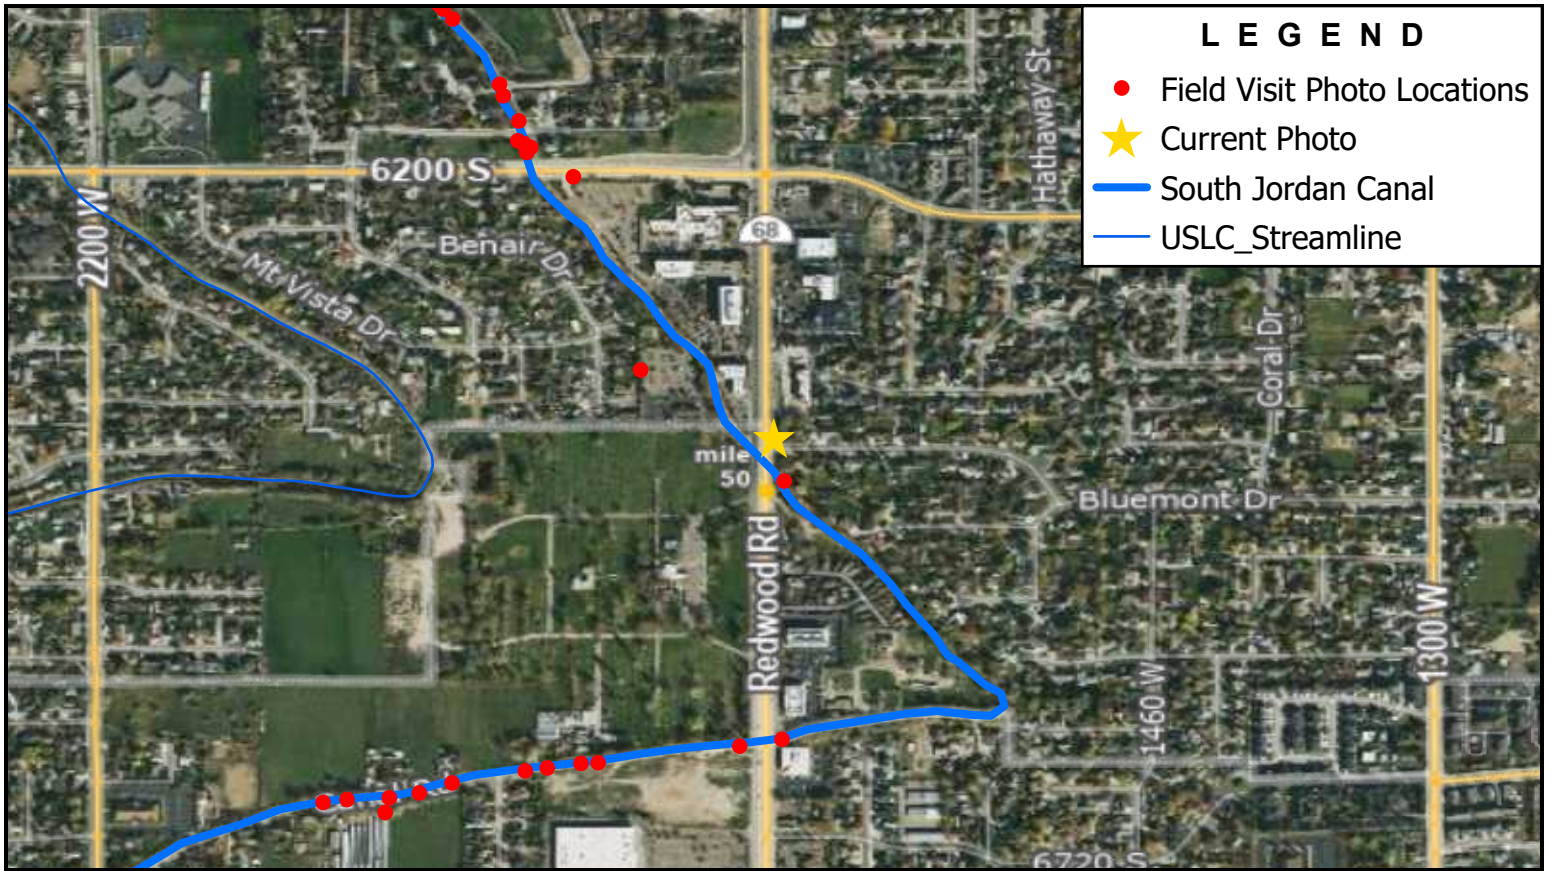 L E G E N D
Field Visit Photo Locations
Current Photo
South Jordan Canal
USLC_Streamline
Hathaway St
6200 S
2200 W
68
Benair Dr
Mt Vista Dr
Coral Dr
mile
50
Bluemont Dr
Redwood Rd
1300 W
1460 W
6720 S